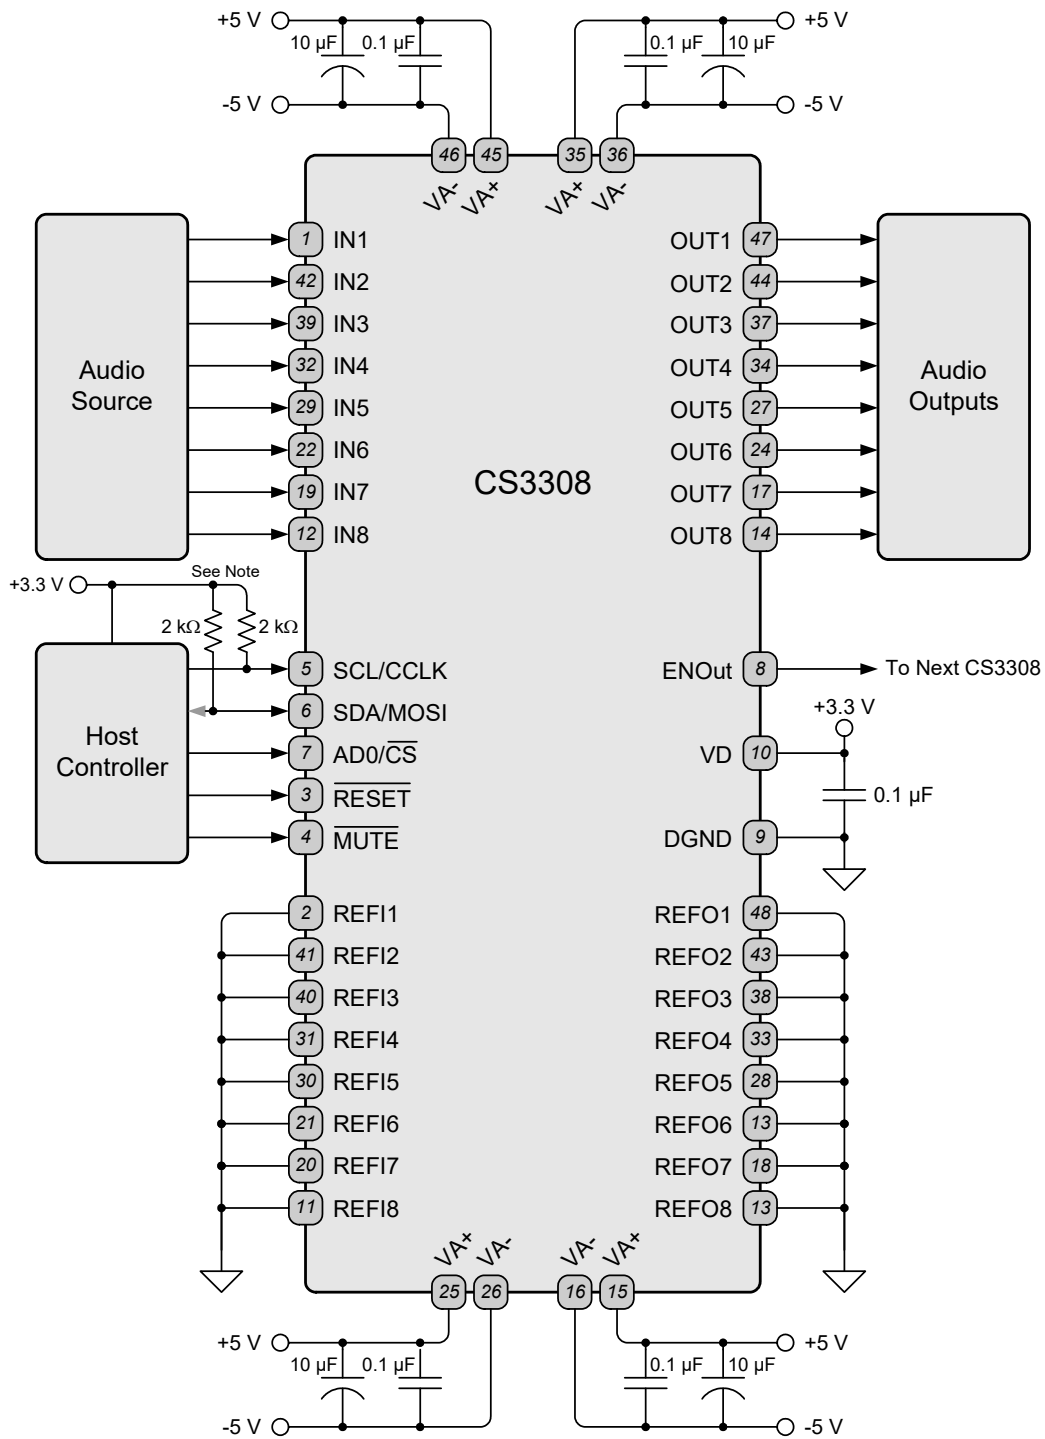 +5 V
10 µF
0.1 µF
-5 V
+5 V
0.1 µF
10 µF
-5 V
46
45
35
36
VA-
VA+
VA+
VA-
Audio
Source
1 IN1
42 IN2
39 IN3
32 IN4
29 IN5
22 IN6
19 IN7
12 IN8
CS3308
OUT1 47
OUT2 44
OUT3 37
OUT4 34
OUT5 27
OUT6 24
OUT7 17
OUT8 14
Audio
Outputs
+3.3 V
See Note
2 kΩ
2 kΩ
Host
Controller
5 SCL/CCLK
6 SDA/MOSI
7 AD0/CS
3 RESET
4 MUTE
ENOut 8
To Next CS3308
+3.3 V
VD 10
0.1 µF
DGND 9
2 REFI1
41 REFI2
40 REFI3
31 REFI4
30 REFI5
21 REFI6
20 REFI7
11 REFI8
REFO1 48
REFO2 43
REFO3 38
REFO4 33
REFO5 28
REFO6 13
REFO7 18
REFO8 13
VA+
VA-
VA-
VA+
25
26
16
15
+5 V
10 µF
0.1 µF
-5 V
+5 V
0.1 µF
10 µF
-5 V